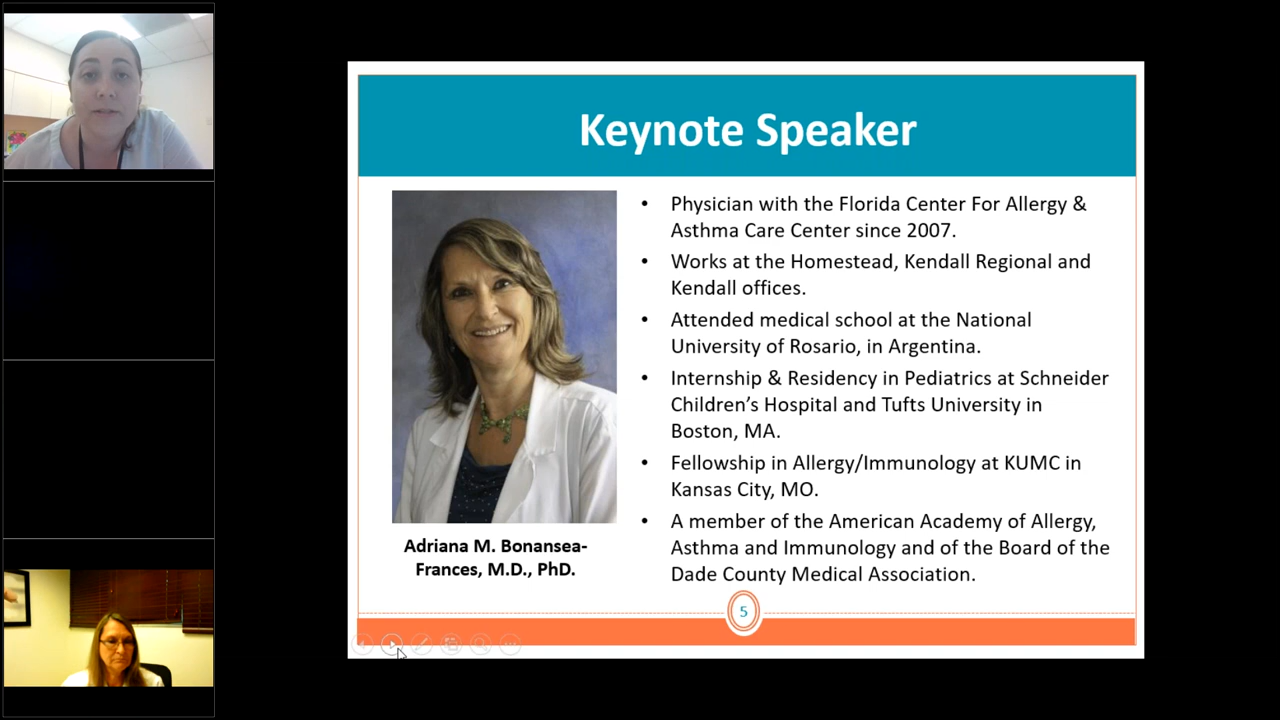 Keynote Speaker
• Physician with the Florida Center For Allergy &
Asthma Care Center since 2007.
• Works at the Homestead, Kendall Regional and
Kendall offices.
• Attended medical school at the National
University of Rosario, in Argentina.
• Internship & Residency in Pediatrics at Schneider
Children’s Hospital and Tufts University in
Boston, MA.
• Fellowship in Allergy/Immunology at KUMC in
Kansas City, MO.
• A member of the American Academy of Allergy,
Asthma and Immunology and of the Board of the
Dade County Medical Association.
Adriana M. Bonansea-
Frances, M.D., PhD.
5